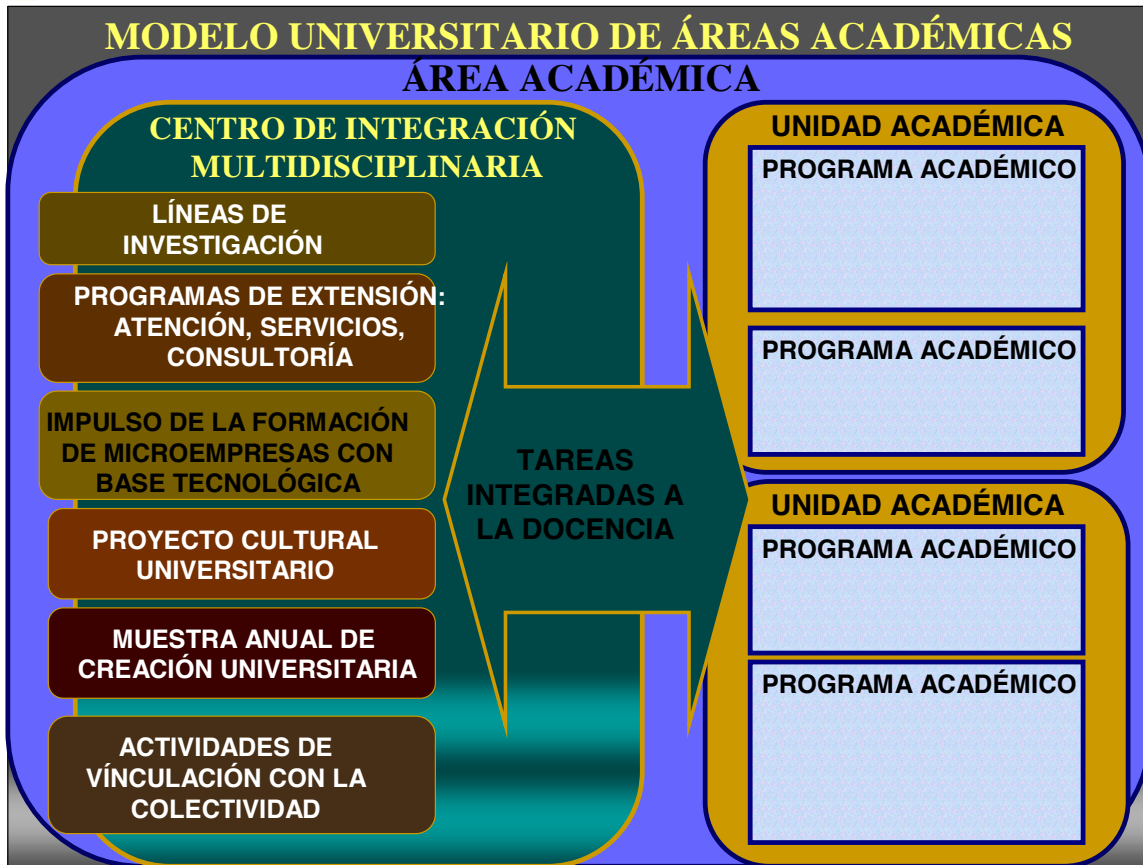 MODELO UNIVERSITARIO DE ÁREAS ACADÉMICAS
ÁREA ACADÉMICA
CENTRO DE INTEGRACIÓN
MULTIDISCIPLINARIA
LÍNEAS DE
INVESTIGACIÓN
PROGRAMAS DE EXTENSIÓN:
ATENCIÓN, SERVICIOS,
CONSULTORÍA
IMPULSO DE LA FORMACIÓN
DE MICROEMPRESAS CON
BASE TECNOLÓGICA
PROYECTO CULTURAL
UNIVERSITARIO
MUESTRA ANUAL DE
CREACIÓN UNIVERSITARIA
ACTIVIDADES DE
VÍNCULACIÓN CON LA
COLECTIVIDAD
TAREAS
INTEGRADAS A
LA DOCENCIA
UNIDAD ACADÉMICA
PROGRAMA ACADÉMICO
PROGRAMA ACADÉMICO
UNIDAD ACADÉMICA
PROGRAMA ACADÉMICO
PROGRAMA ACADÉMICO